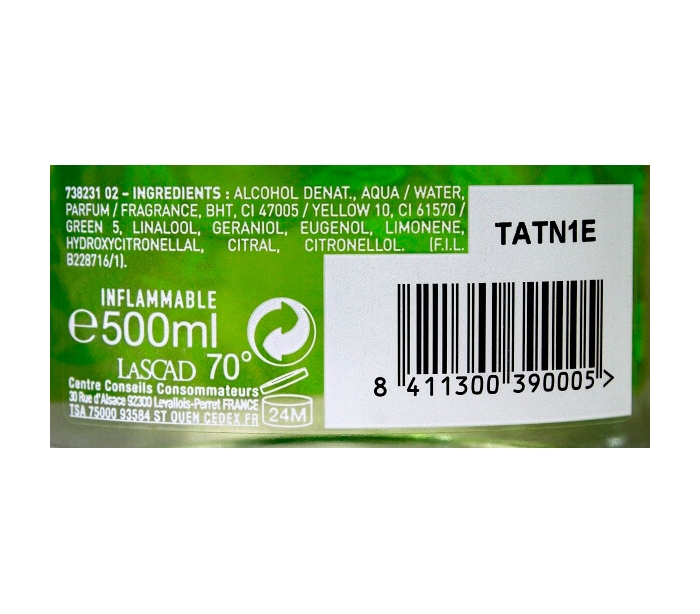 738231 02 – INGREDIENTS : ALCOHOL DENAT., AQUA / WATER,
PARFUM / FRAGRANCE, BHT, CI 47005 / YELLOW 10, CI 61570 /
GREEN 5, LINALOOL, GERANIOL, EUGENOL, LIMONENE,
HYDROXYCITRONELLAL, CITRAL, CITRONELLOL. (F.I.L.
B228716/1).
TATN1E
INFLAMMABLE
℮500ml
LASCAD 70°
Centre Conseils Consommateurs
30 Rue d'Alsace 92300 Levallois-Perret FRANCE
TSA 75000 93584 ST OUEN CEDEX FR
24M
8 411300 390005 >